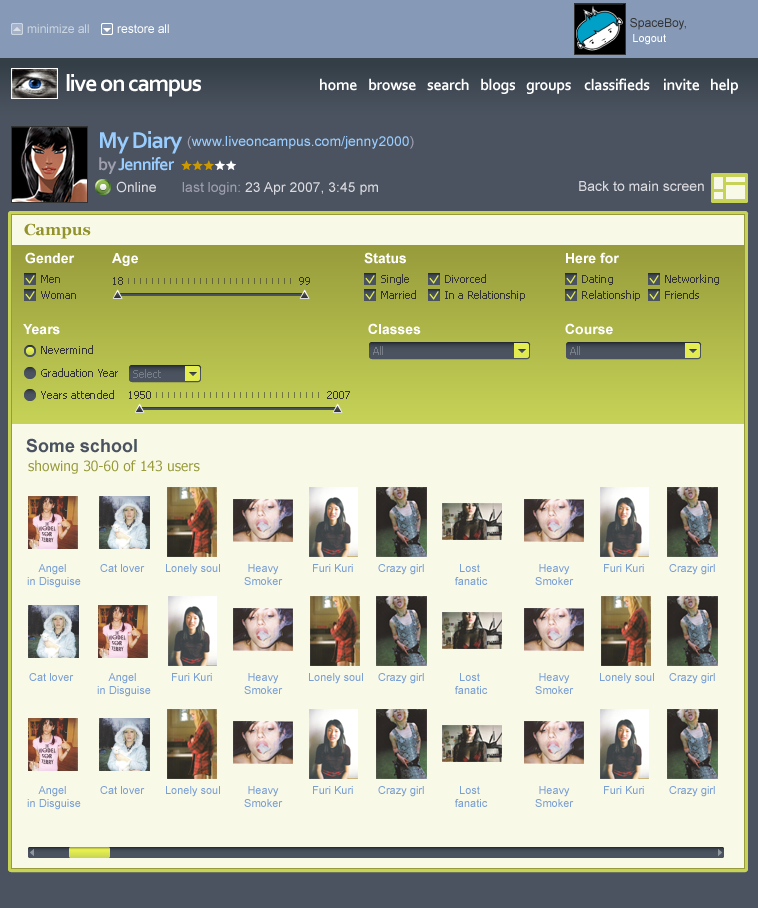 minimize all restore all
SpaceBoy,
Logout
live on campus home browse search blogs groups classifieds invite help
My Diary (www.liveoncampus.com/jenny2000)
by Jennifer
Online last login: 23 Apr 2007, 3:45 pm Back to main screen
Campus
Gender Age Status Here for
Men 18 99 Single Divorced Dating Networking
Woman Married In a Relationship Relationship Friends
Years Classes Course
Nevermind All All
Graduation Year Select
Years attended 1950 2007
Some school
showing 30-60 of 143 users
Angel Cat lover Lonely soul Heavy Furi Kuri Crazy girl Lost Heavy Furi Kuri Crazy girl
in Disguise Smoker fanatic Smoker
Cat lover Angel Furi Kuri Heavy Lonely soul Crazy girl Lost Heavy Lonely soul Crazy girl
in Disguise Smoker fanatic Smoker
Angel Cat lover Lonely soul Heavy Furi Kuri Crazy girl Lost Heavy Furi Kuri Crazy girl
in Disguise Smoker fanatic Smoker